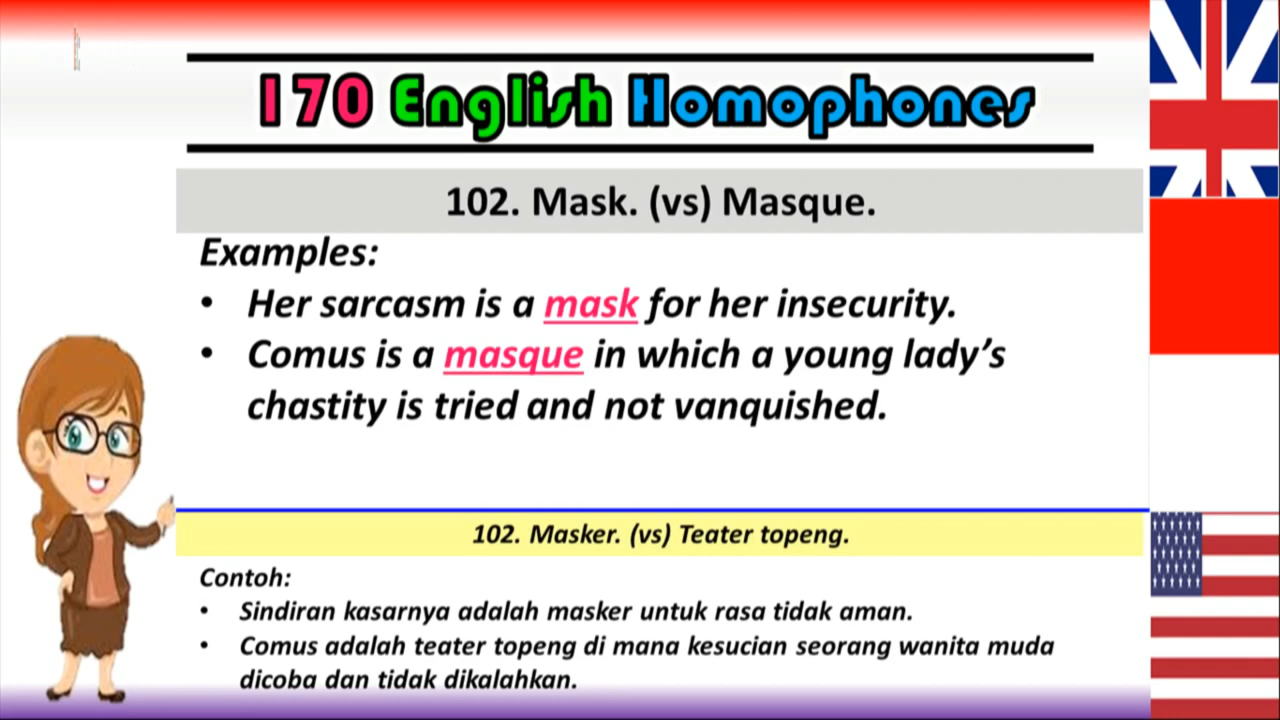 170 English Homophones
102. Mask. (vs) Masque.
Examples:
• Her sarcasm is a mask for her insecurity.
• Comus is a masque in which a young lady’s
chastity is tried and not vanquished.
102. Masker. (vs) Teater topeng.
Contoh:
• Sindiran kasarnya adalah masker untuk rasa tidak aman.
• Comus adalah teater topeng di mana kesucian seorang wanita muda
dicoba dan tidak dikalahkan.